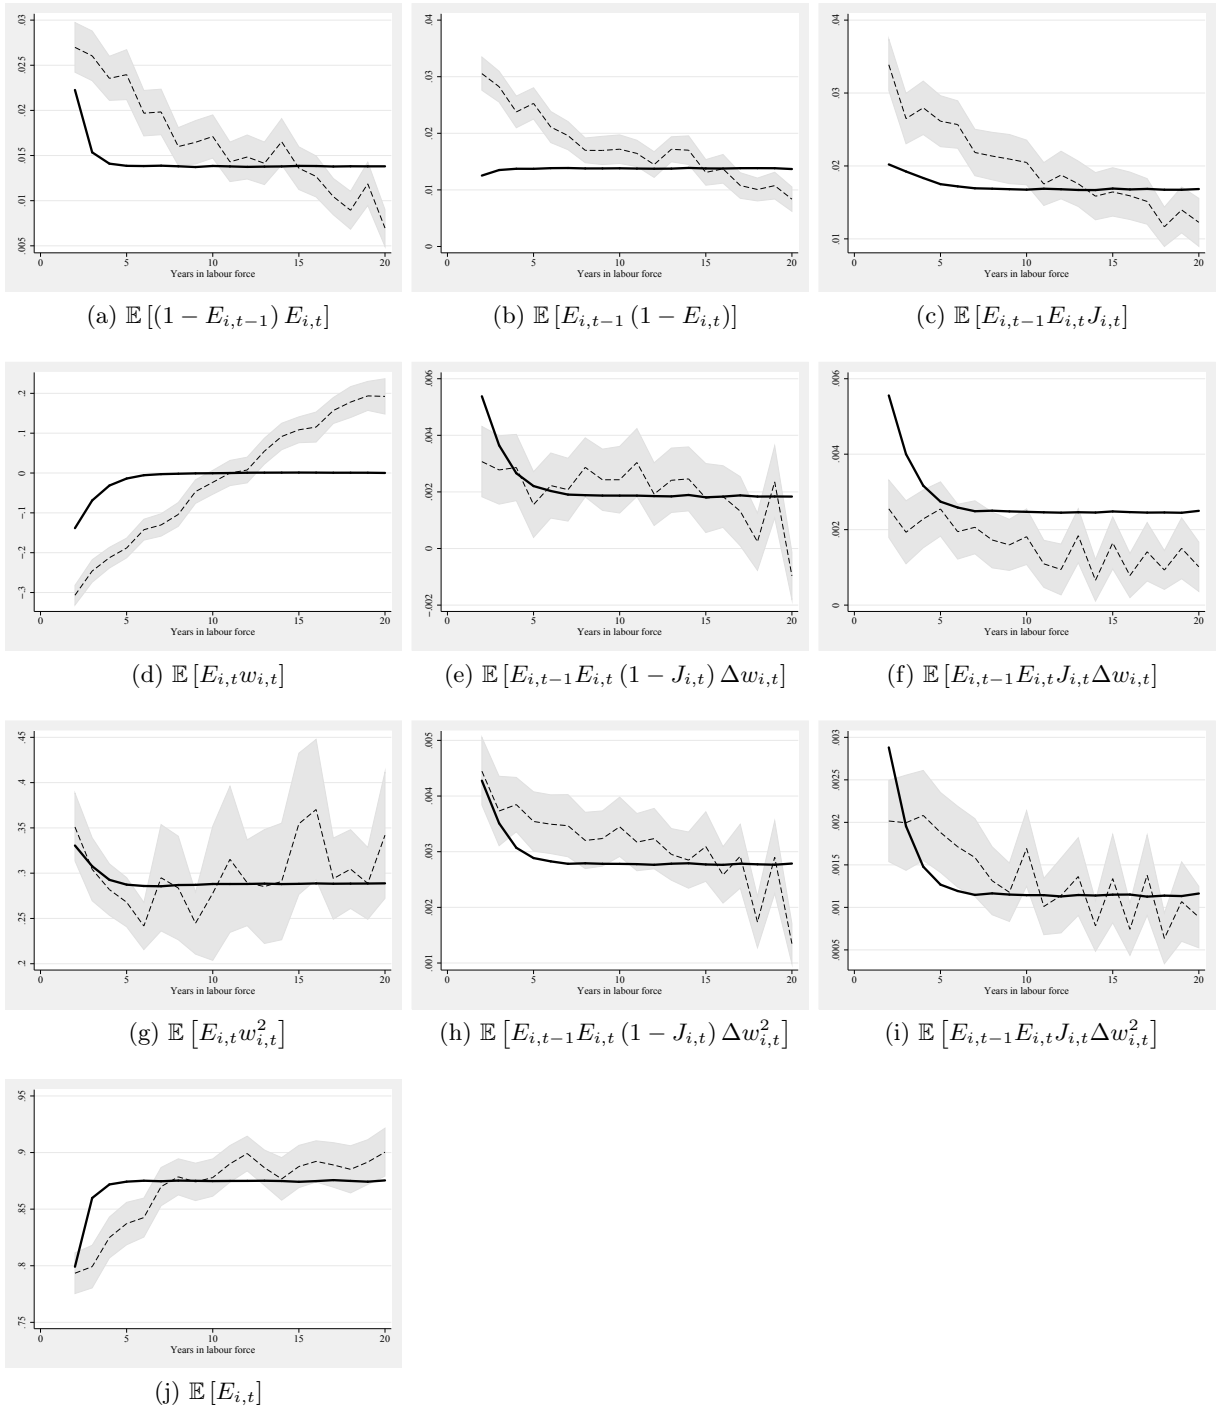 .03
.025
.02
.015
.01
.005
0 5 10 15 20
Years in labour force
(a) 𝔼 [(1 − E_{i,t−1}) E_{i,t}]
.04
.03
.02
.01
0
0 5 10 15 20
Years in labour force
(b) 𝔼 [E_{i,t−1} (1 − E_{i,t})]
.04
.03
.02
.01
0 5 10 15 20
Years in labour force
(c) 𝔼 [E_{i,t−1}E_{i,t}J_{i,t}]
.2
.1
0
-.1
-.2
-.3
0 5 10 15 20
Years in labour force
(d) 𝔼 [E_{i,t}w_{i,t}]
.006
.004
.002
0
-.002
0 5 10 15 20
Years in labour force
(e) 𝔼 [E_{i,t−1}E_{i,t} (1 − J_{i,t}) Δw_{i,t}]
.006
.004
.002
0
0 5 10 15 20
Years in labour force
(f) 𝔼 [E_{i,t−1}E_{i,t}J_{i,t}Δw_{i,t}]
.45
.4
.35
.3
.25
.2
0 5 10 15 20
Years in labour force
(g) 𝔼 [E_{i,t}w²_{i,t}]
.005
.004
.003
.002
.001
0 5 10 15 20
Years in labour force
(h) 𝔼 [E_{i,t−1}E_{i,t} (1 − J_{i,t}) Δw²_{i,t}]
.003
.0025
.002
.0015
.001
.0005
0 5 10 15 20
Years in labour force
(i) 𝔼 [E_{i,t−1}E_{i,t}J_{i,t}Δw²_{i,t}]
.95
.9
.85
.8
.75
0 5 10 15 20
Years in labour force
(j) 𝔼 [E_{i,t}]